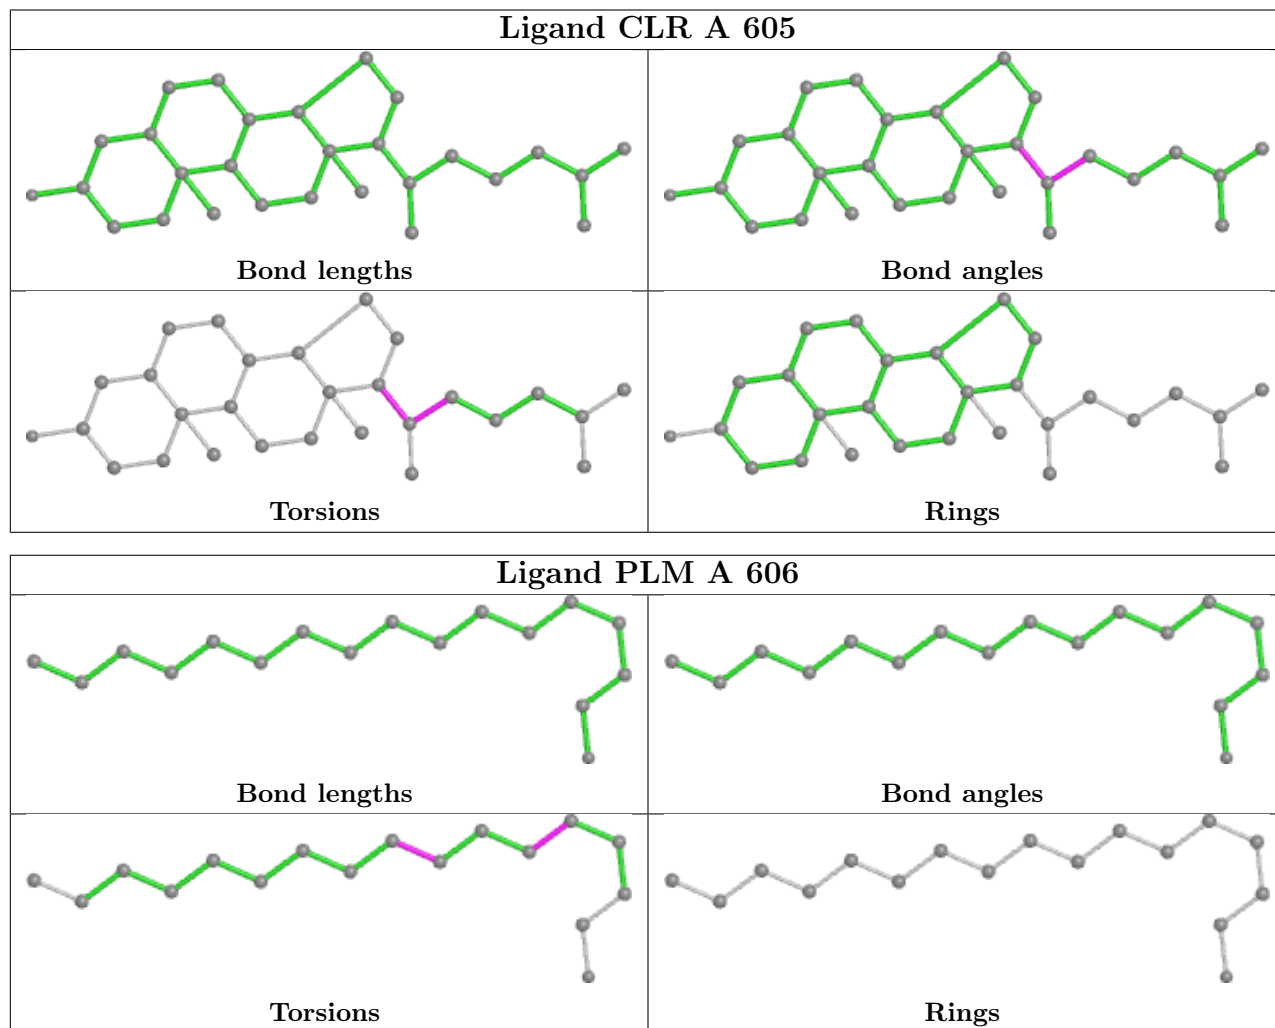 Ligand CLR A 605
Bond lengths
Bond angles
Torsions
Rings
Ligand PLM A 606
Bond lengths
Bond angles
Torsions
Rings